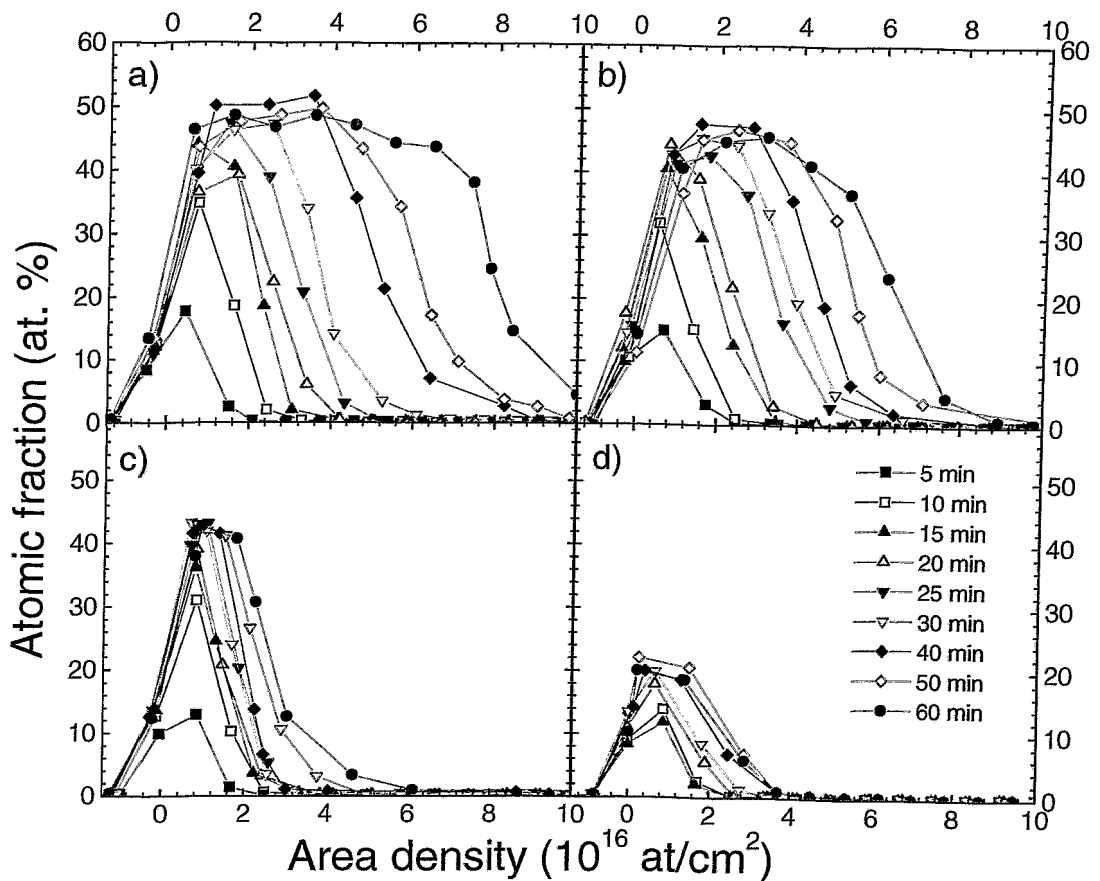 0 2 4 6 8 10 0 2 4 6 8 10
60 60
a) b)
50 50
40 40
30 30
20 20
10 10
0 0
c) d)
50 50
40 40
30 30
20 20
10 10
0 0
5 min
10 min
15 min
20 min
25 min
30 min
40 min
50 min
60 min
0 2 4 6 8 10 0 2 4 6 8 10
Atomic fraction (at. %)
Area density (10¹⁶ at/cm²)